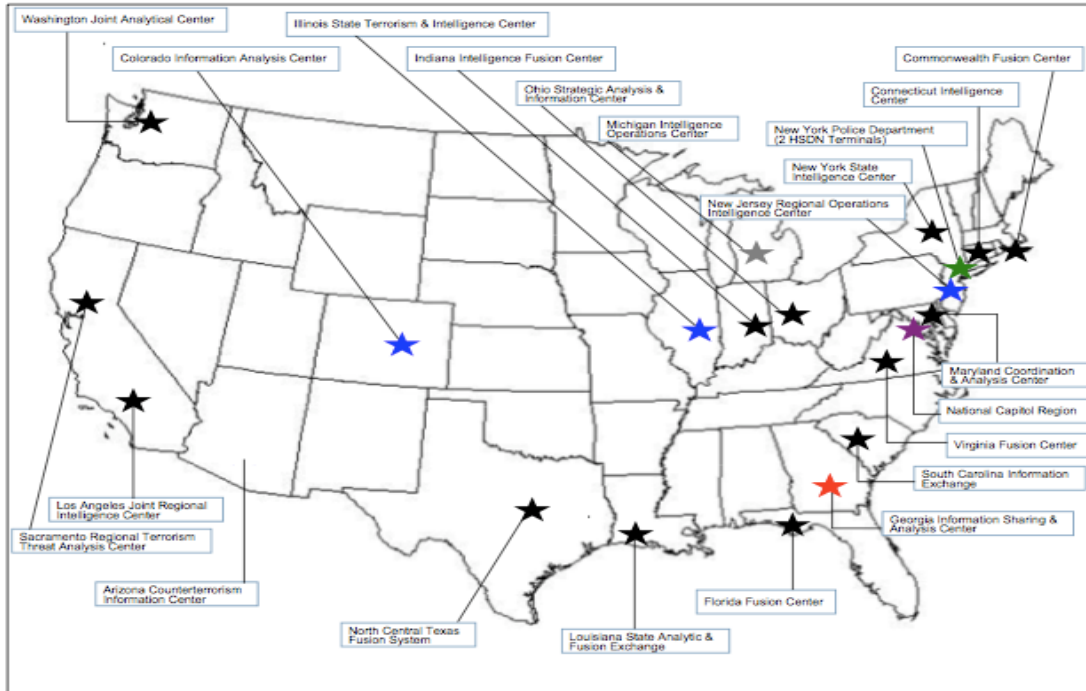 Washington Joint Analytical Center
Illinois State Terrorism & Intelligence Center
Colorado Information Analysis Center
Indiana Intelligence Fusion Center
Commonwealth Fusion Center
Ohio Strategic Analysis &
Information Center
Connecticut Intelligence
Center
Michigan Intelligence
Operations Center
New York Police Department
(2 HSDN Terminals)
New York State
Intelligence Center
New Jersey Regional Operations
Intelligence Center
Maryland Coordination
& Analysis Center
National Capitol Region
Virginia Fusion Center
South Carolina Information
Exchange
Los Angeles Joint Regional
Intelligence Center
Georgia Information Sharing &
Analysis Center
Sacramento Regional Terrorism
Threat Analysis Center
Arizona Counterterrorism
Information Center
Florida Fusion Center
North Central Texas
Fusion System
Louisiana State Analytic &
Fusion Exchange